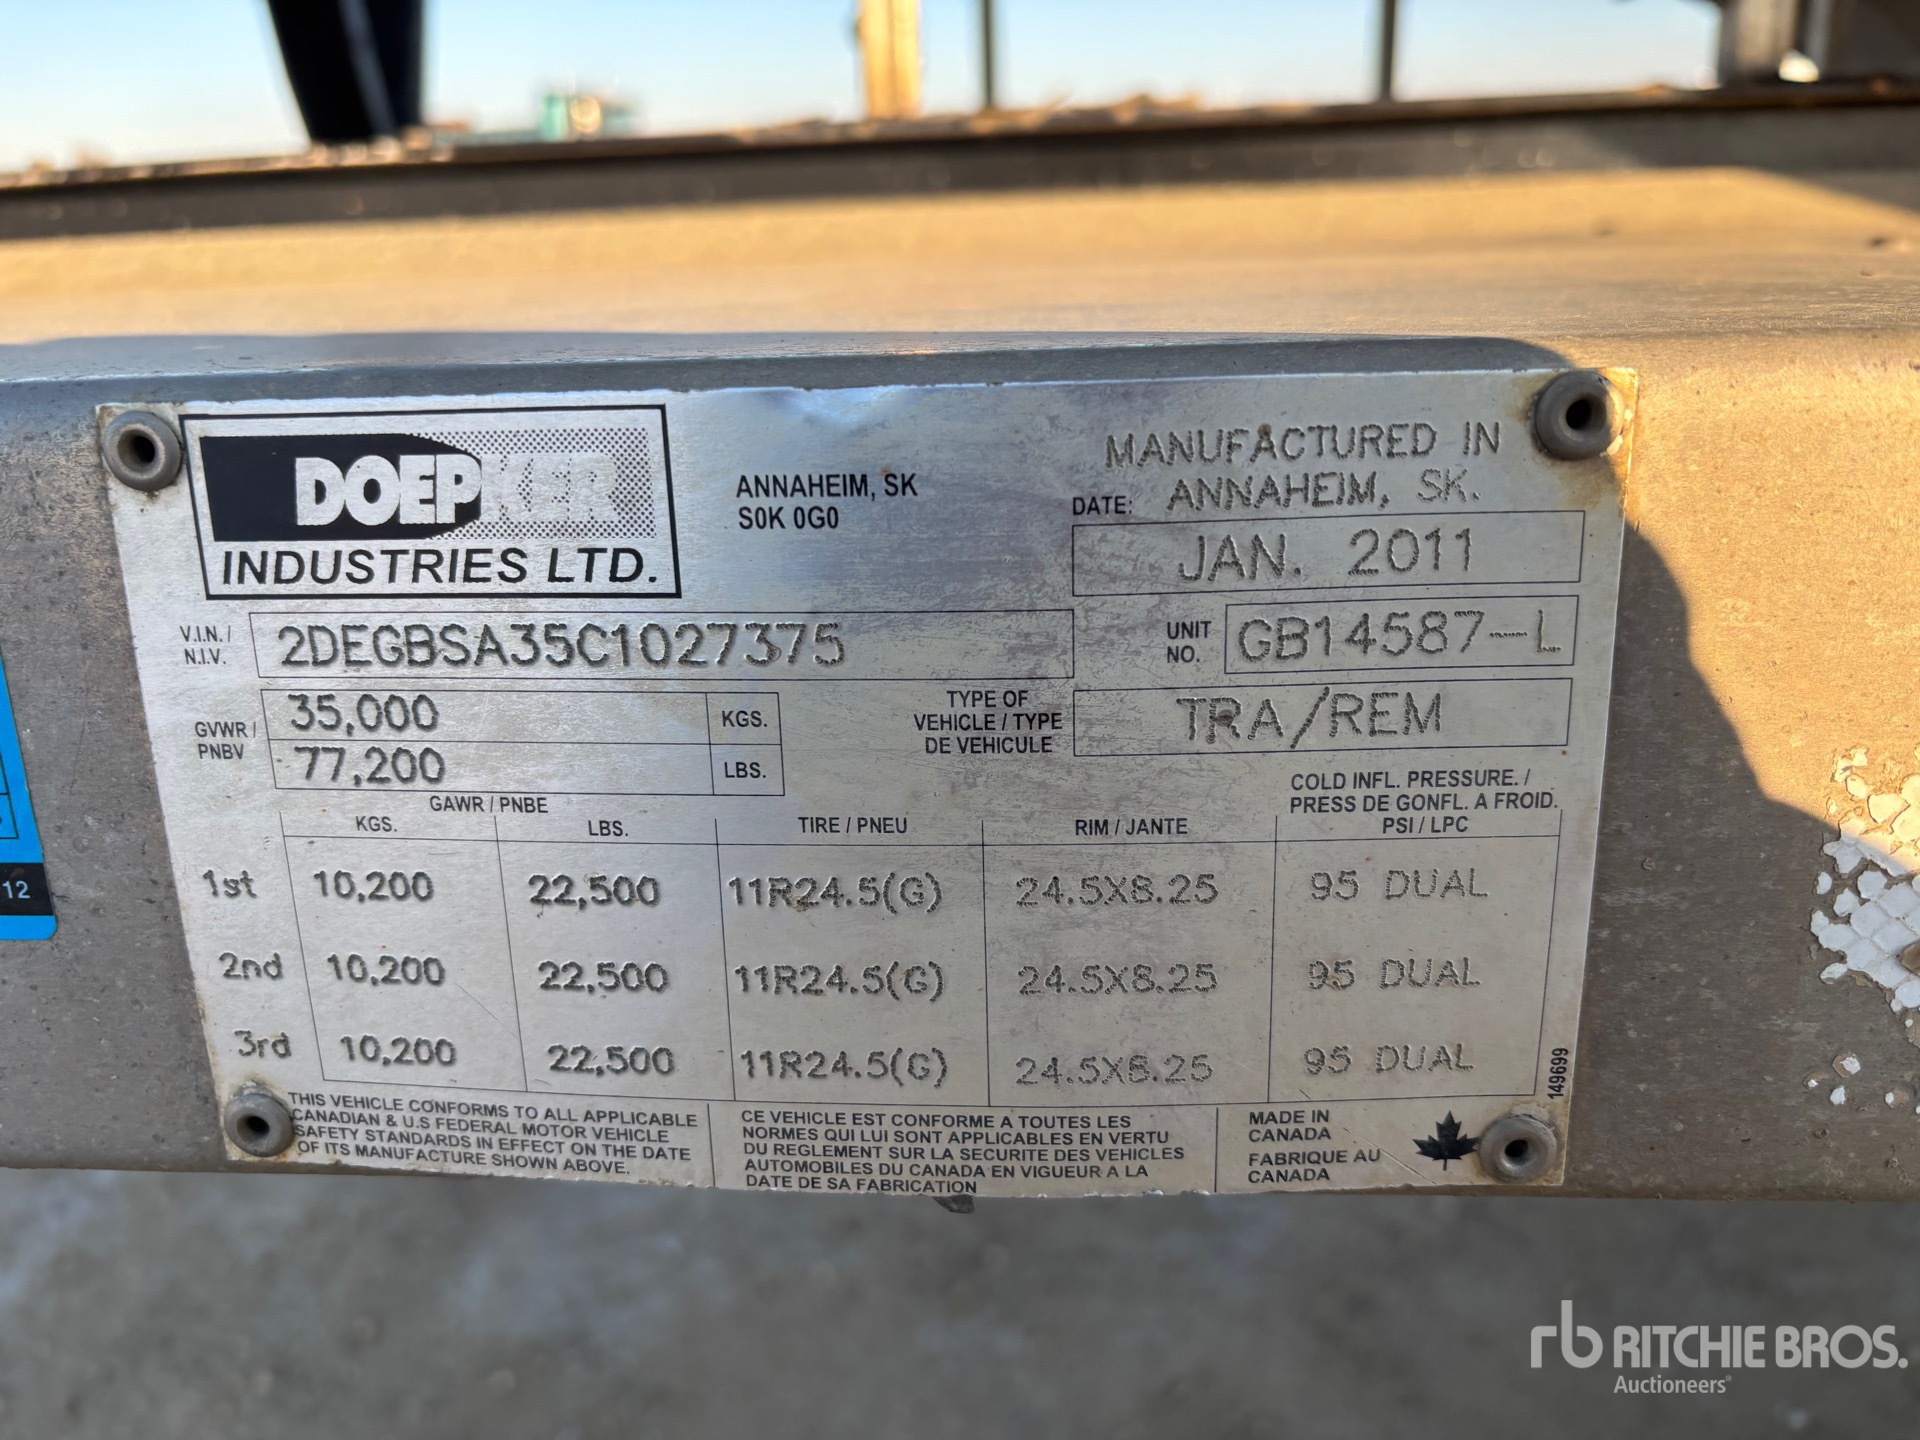 DOEPKER
INDUSTRIES LTD.
ANNAHEIM, SK
S0K 0G0
MANUFACTURED IN
DATE: ANNAHEIM, SK.
JAN. 2011
V.I.N. /
N.I.V.
2DEGBSA35C1027375
UNIT
NO.
GB14587-L
GVWR /
PNBV
35,000 KGS.
77,200 LBS.
TYPE OF
VEHICLE / TYPE
DE VEHICULE
TRA/REM
GAWR / PNBE
COLD INFL. PRESSURE. /
PRESS DE GONFL. A FROID.
KGS. LBS. TIRE / PNEU RIM / JANTE PSI / LPC
1st 10,200 22,500 11R24.5(G) 24.5X8.25 95 DUAL
2nd 10,200 22,500 11R24.5(G) 24.5X8.25 95 DUAL
3rd 10,200 22,500 11R24.5(G) 24.5X8.25 95 DUAL
149699
THIS VEHICLE CONFORMS TO ALL APPLICABLE
CANADIAN & U.S FEDERAL MOTOR VEHICLE
SAFETY STANDARDS IN EFFECT ON THE DATE
OF ITS MANUFACTURE SHOWN ABOVE.
CE VEHICLE EST CONFORME A TOUTES LES
NORMES QUI LUI SONT APPLICABLES EN VERTU
DU REGLEMENT SUR LA SECURITE DES VEHICLES
AUTOMOBILES DU CANADA EN VIGUEUR A LA
DATE DE SA FABRICATION
MADE IN
CANADA
FABRIQUE AU
CANADA
12
rb RITCHIE BROS.
Auctioneers®